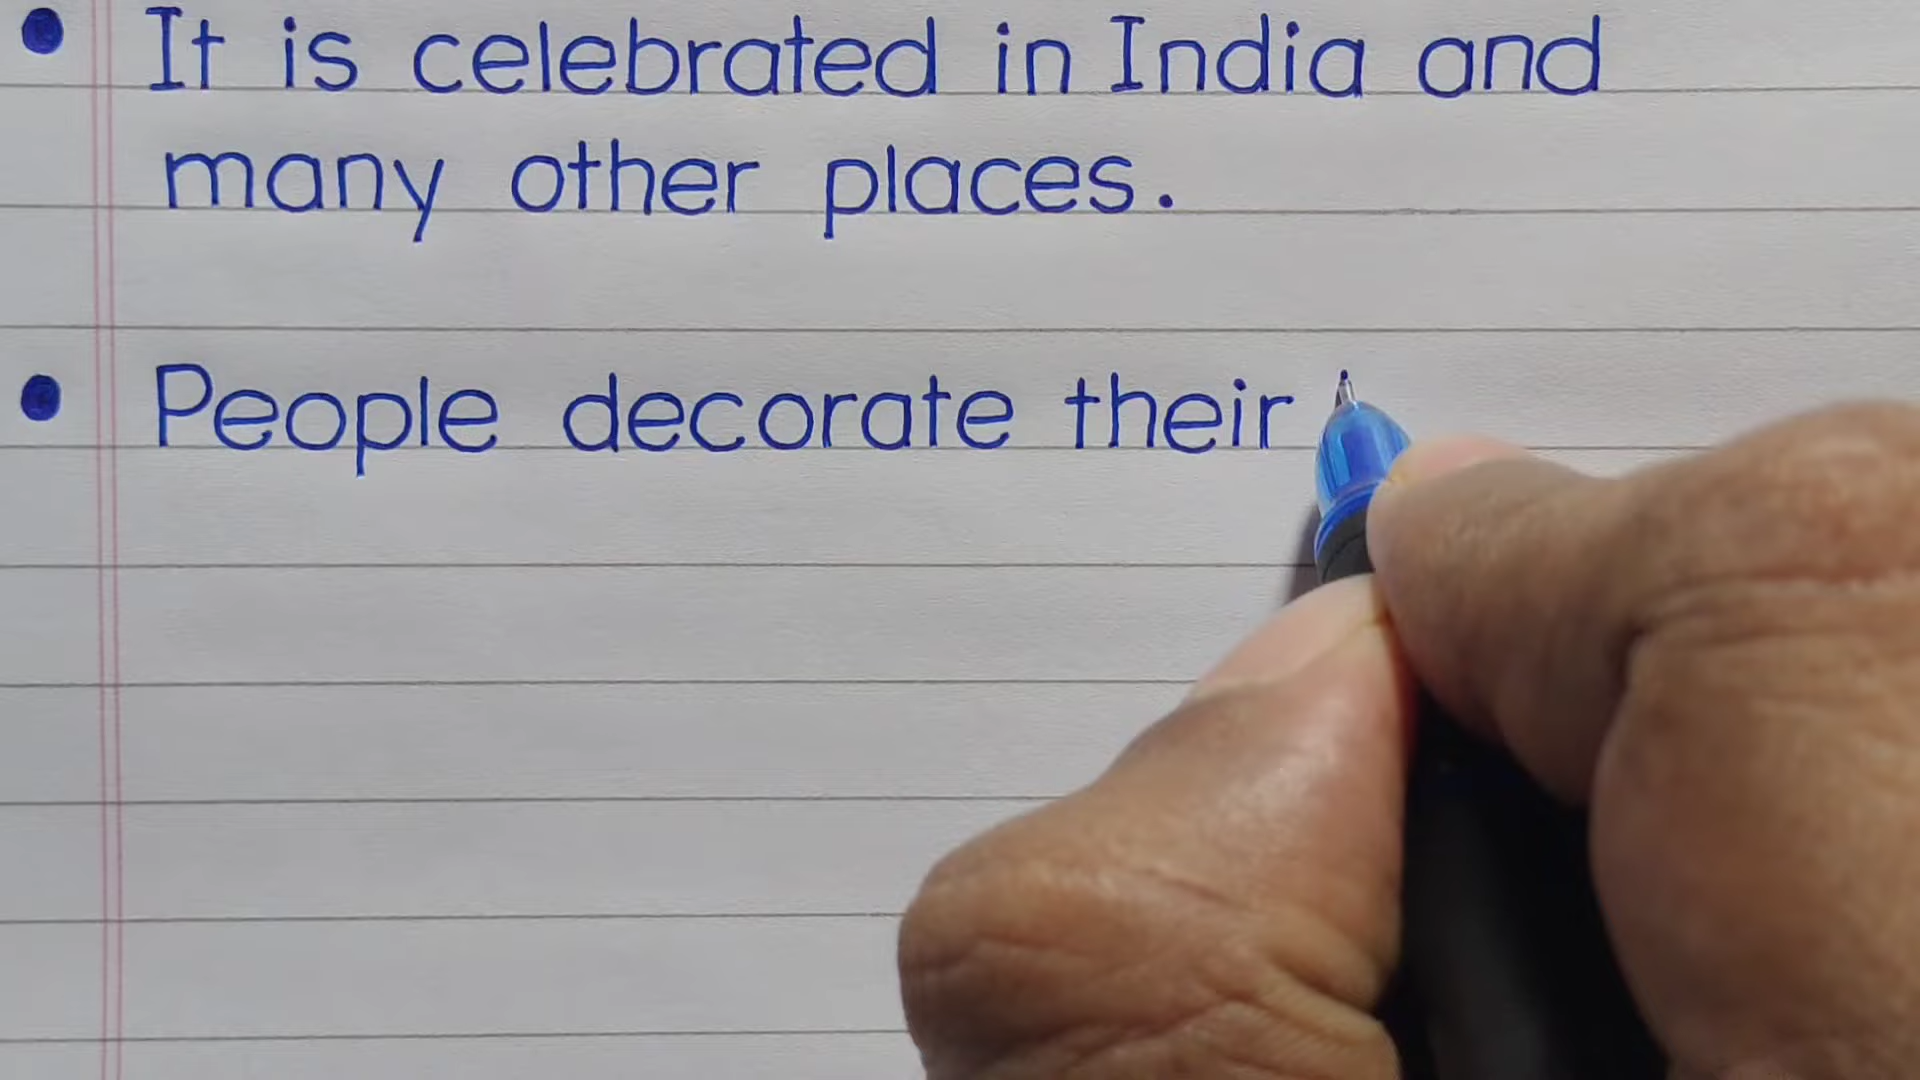 • It is celebrated in India and
many other places.
• People decorate their